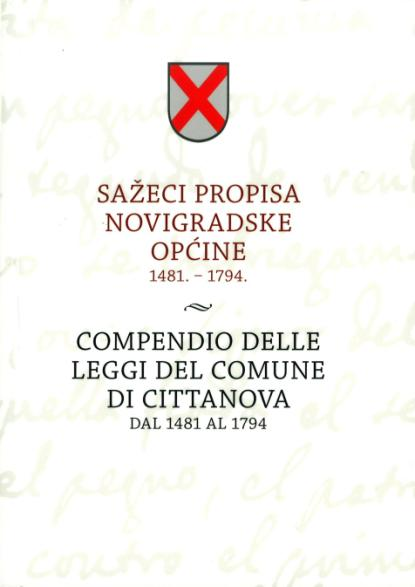 SAŽECI PROPISA
NOVIGRADSKE
OPĆINE
1481. – 1794.
COMPENDIO DELLE
LEGGI DEL COMUNE
DI CITTANOVA
DAL 1481 AL 1794